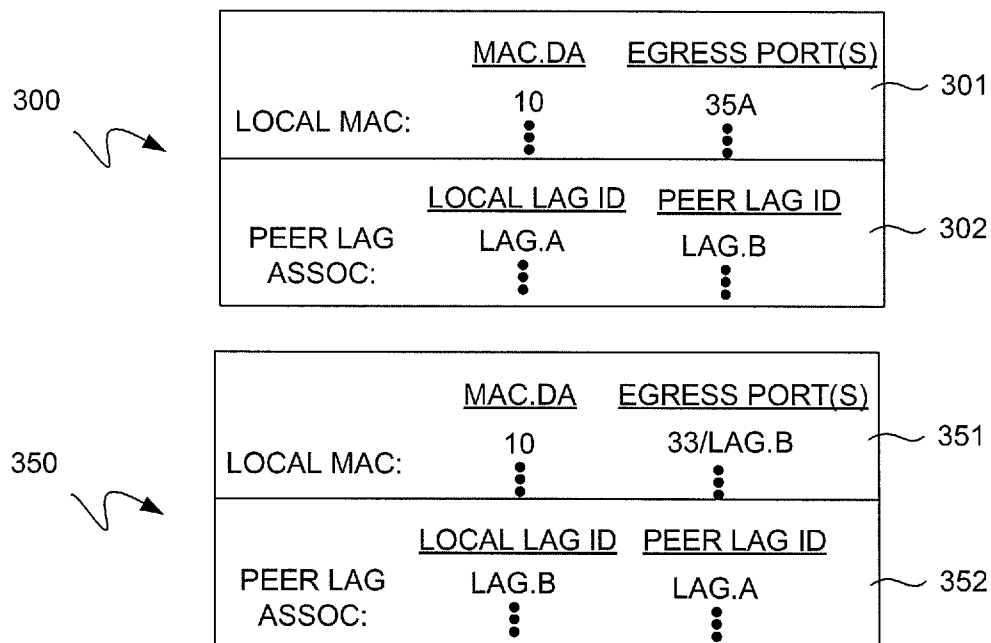 MAC.DA EGRESS PORT(S)
301
300
10 35A
LOCAL MAC:
LOCAL LAG ID PEER LAG ID
302
PEER LAG LAG.A LAG.B
ASSOC:
MAC.DA EGRESS PORT(S)
351
350
10 33/LAG.B
LOCAL MAC:
LOCAL LAG ID PEER LAG ID
352
PEER LAG LAG.B LAG.A
ASSOC: